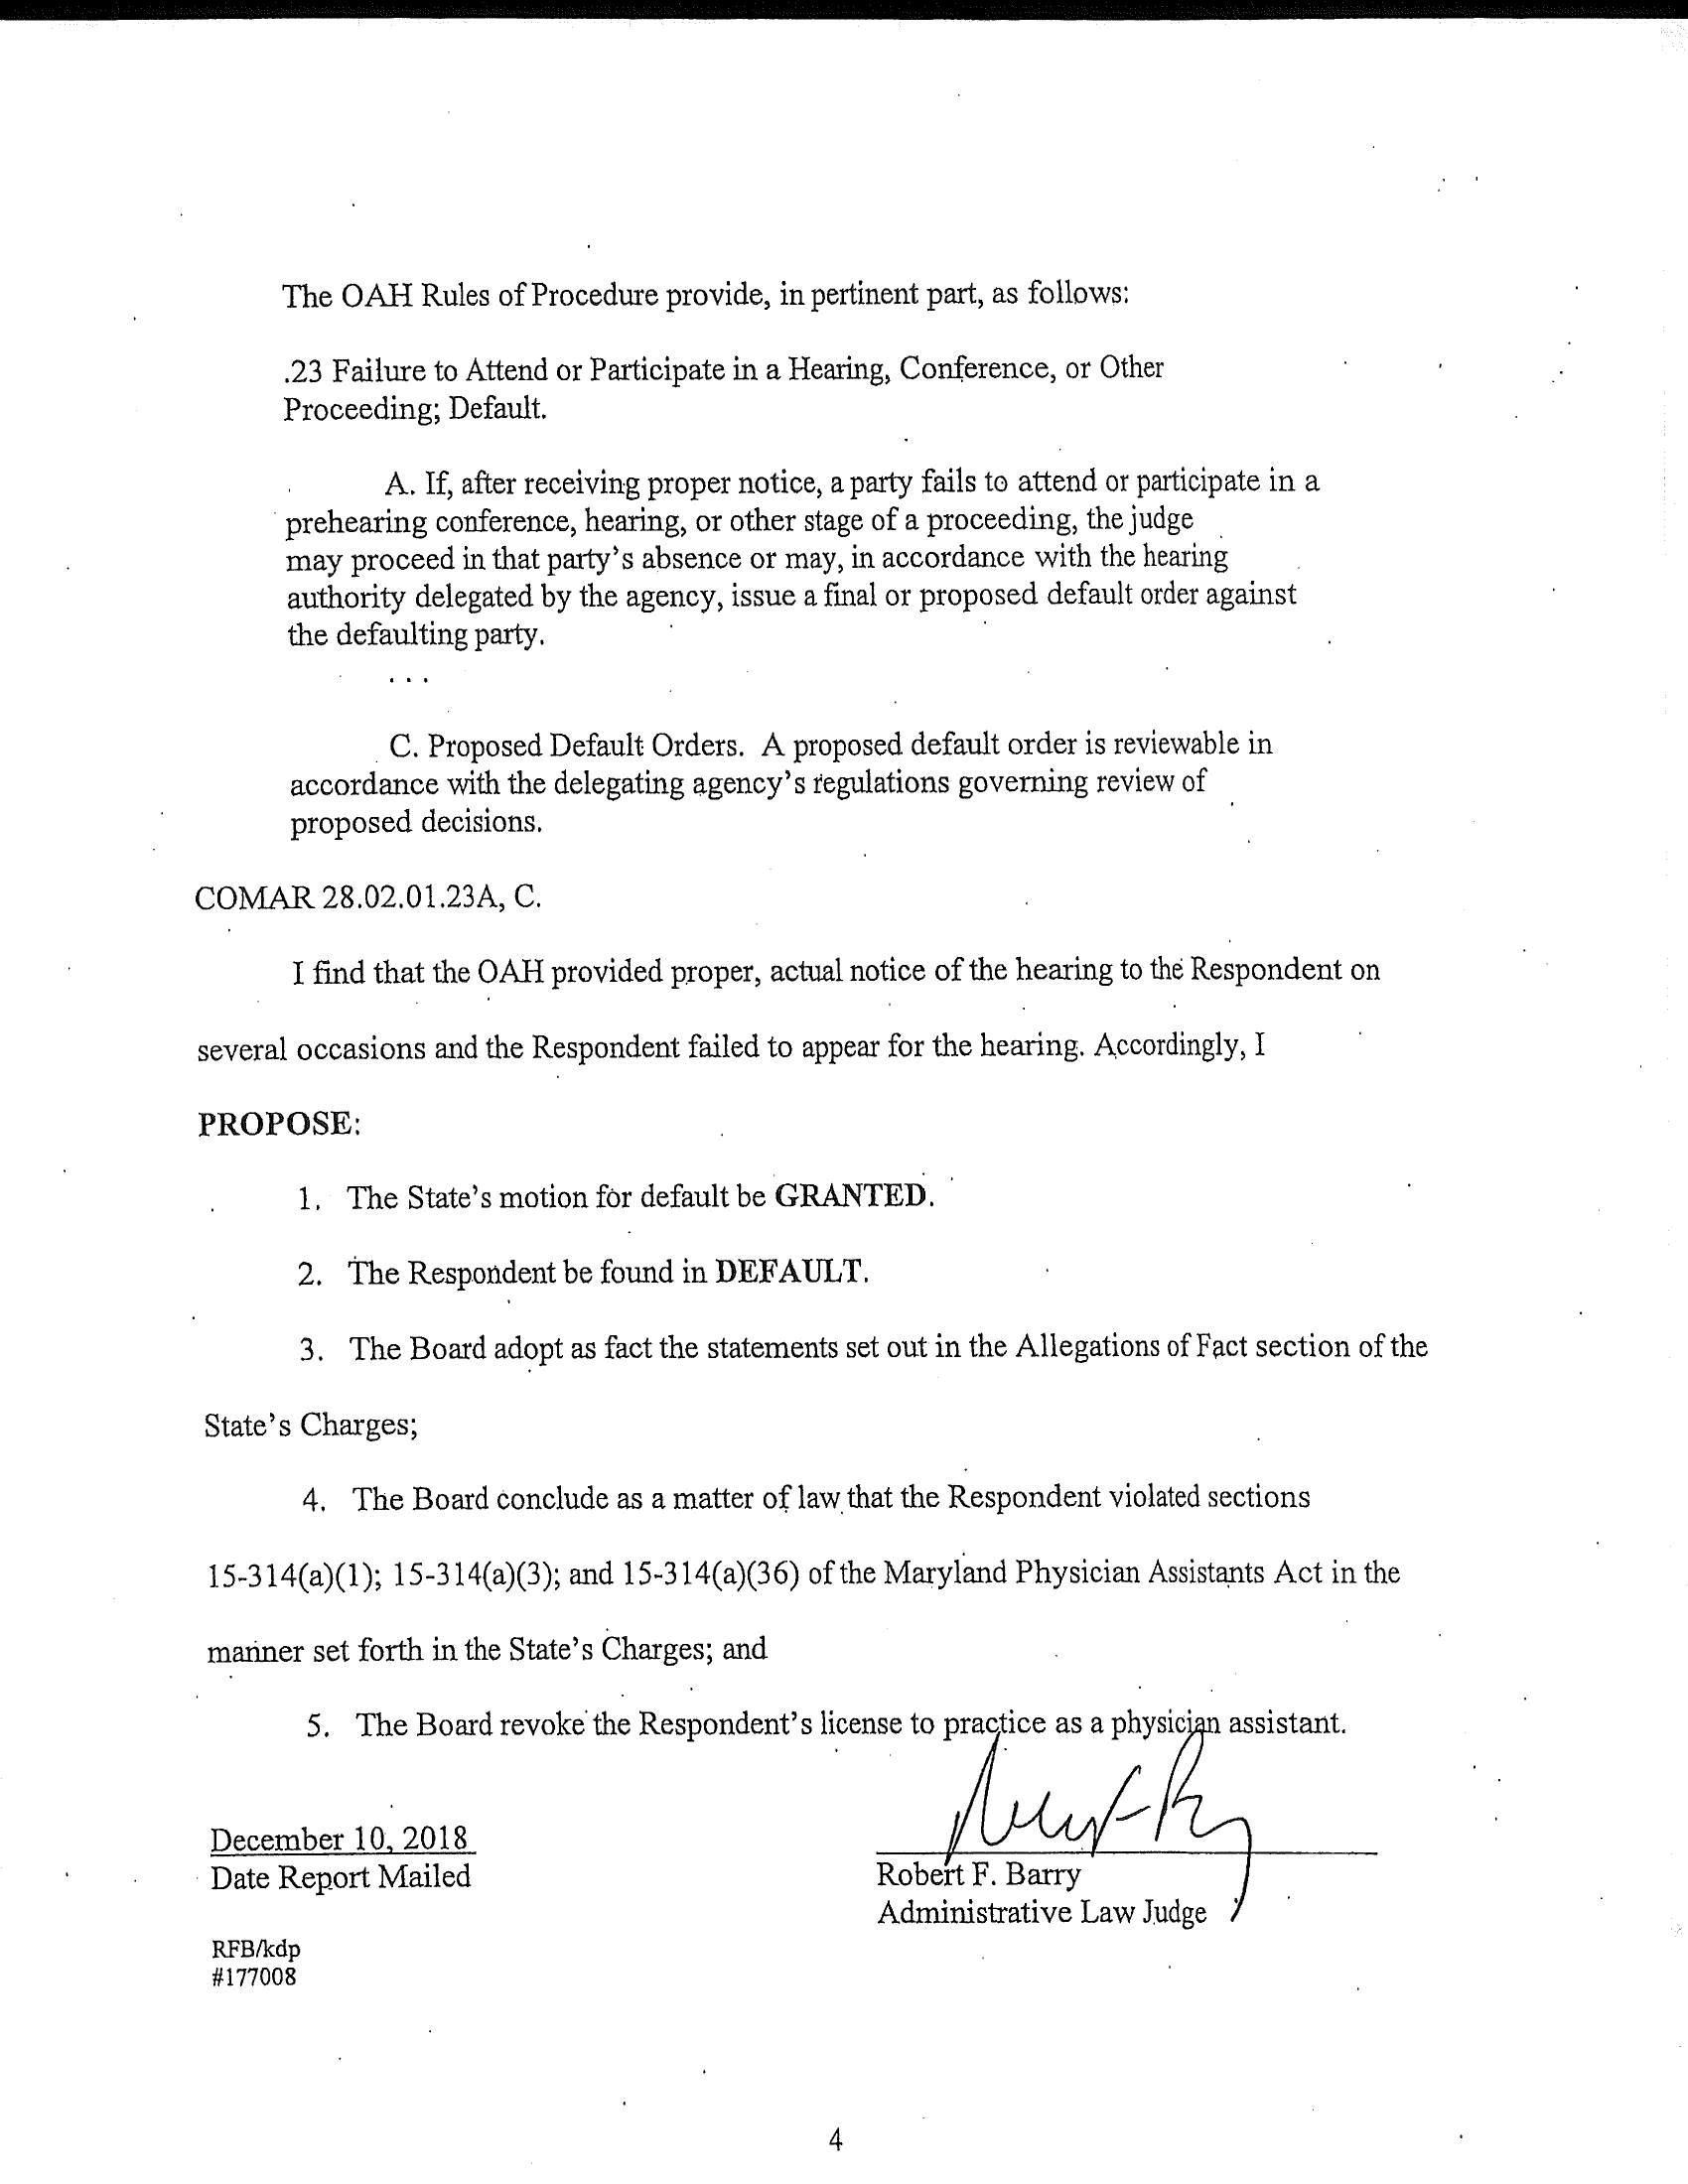 The OAH Rules of Procedure provide, in pertinent part, as follows:
.23 Failure to Attend or Participate in a Hearing, Conference, or Other
Proceeding; Default.
A. If, after receiving proper notice, a party fails to attend or participate in a
prehearing conference, hearing, or other stage of a proceeding, the judge
may proceed in that party's absence or may, in accordance with the hearing
authority delegated by the agency, issue a final or proposed default order against
the defaulting party.
. . .
C. Proposed Default Orders. A proposed default order is reviewable in
accordance with the delegating agency's regulations governing review of
proposed decisions.
COMAR 28.02.01.23A, C.
I find that the OAH provided proper, actual notice of the hearing to the Respondent on
several occasions and the Respondent failed to appear for the hearing. Accordingly, I
PROPOSE:
1. The State's motion for default be GRANTED.
2. The Respondent be found in DEFAULT.
3. The Board adopt as fact the statements set out in the Allegations of Fact section of the
State's Charges;
4. The Board conclude as a matter of law that the Respondent violated sections
15-314(a)(1); 15-314(a)(3); and 15-314(a)(36) of the Maryland Physician Assistants Act in the
manner set forth in the State's Charges; and
5. The Board revoke the Respondent's license to practice as a physician assistant.
December 10, 2018
Date Report Mailed
Robert F. Barry
Administrative Law Judge
RFB/kdp
#177008
4